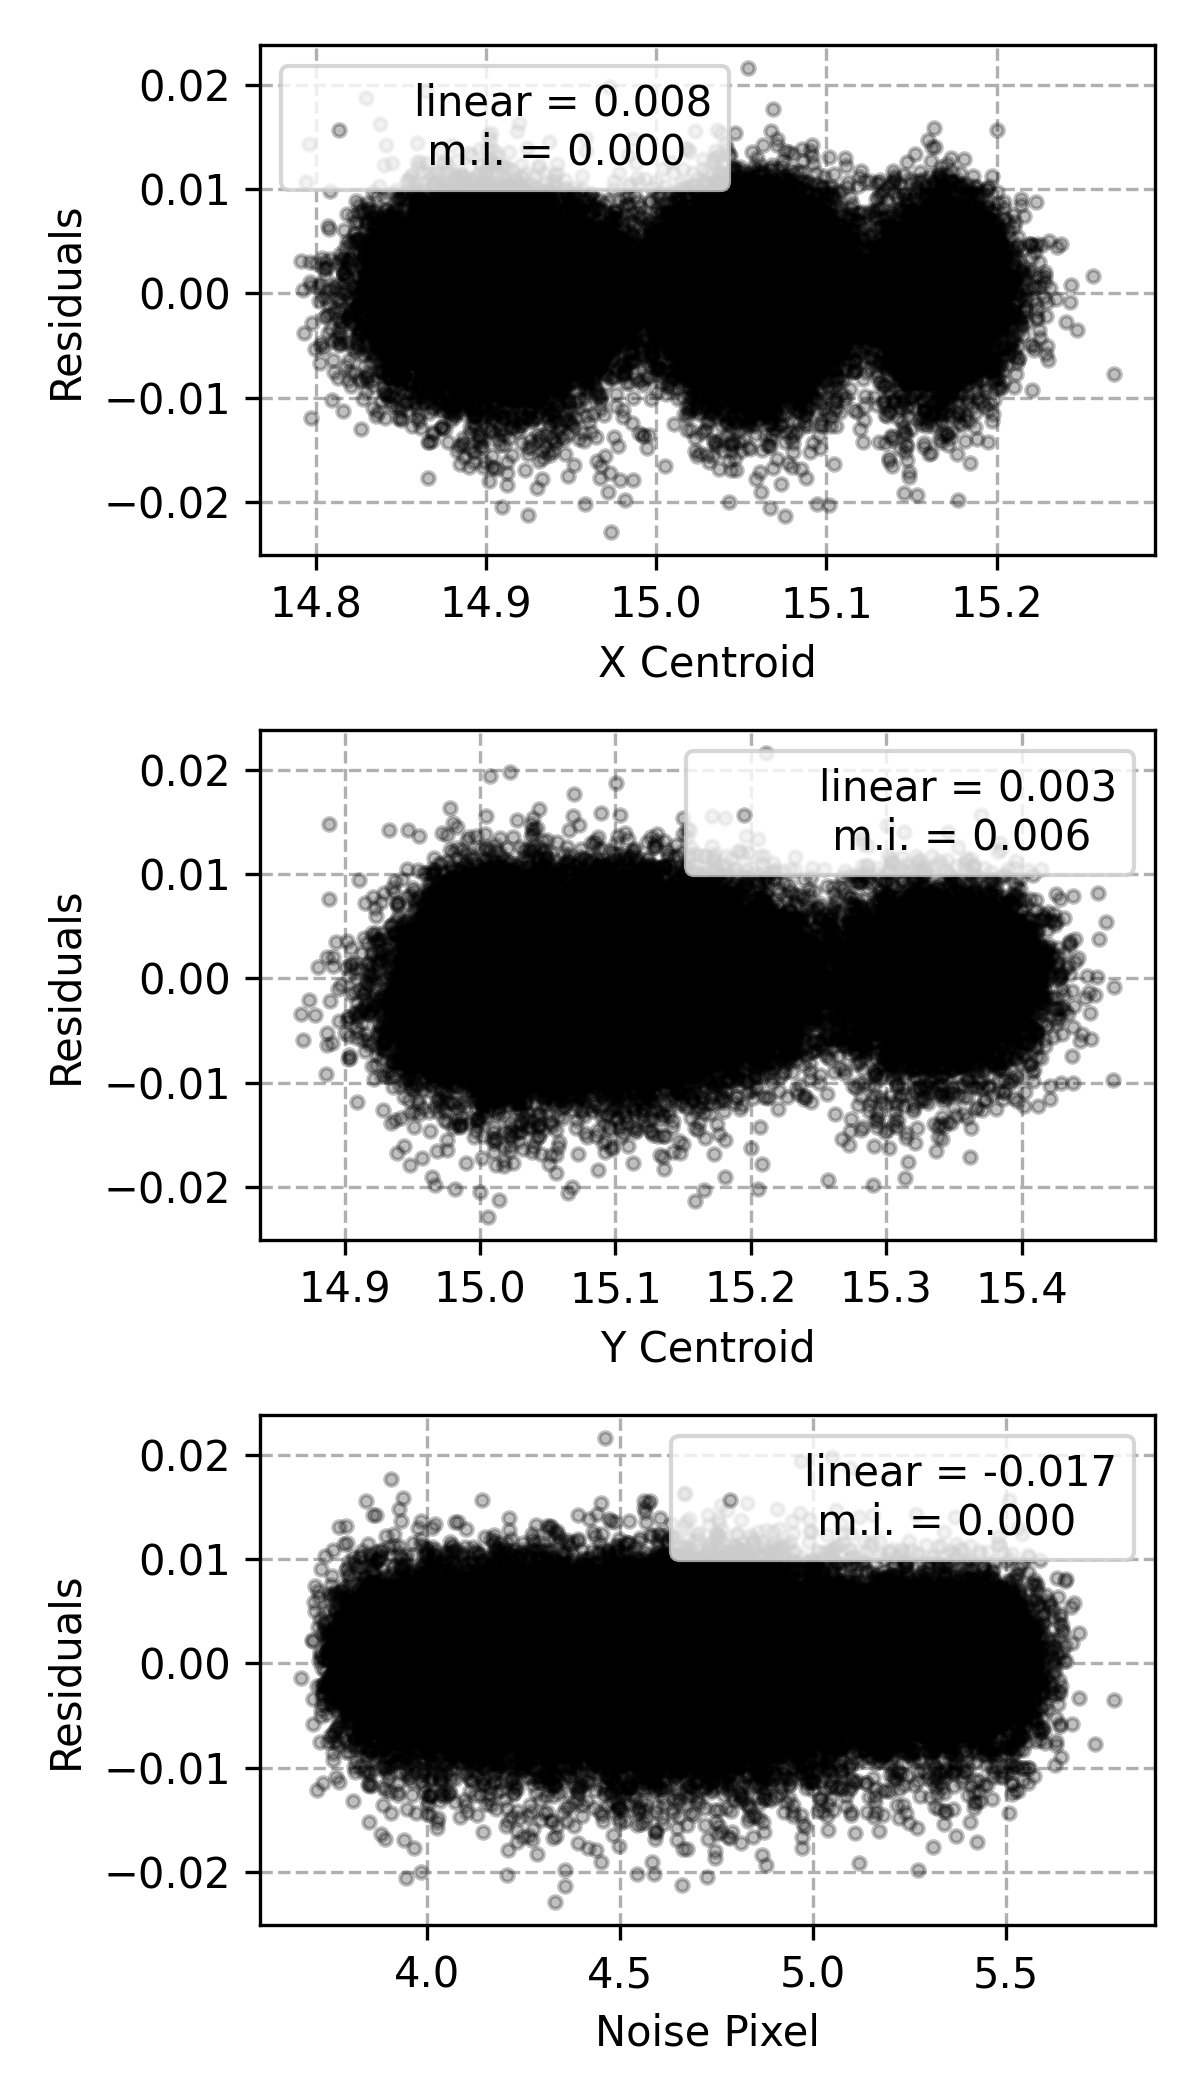 0.02
linear = 0.008
m.i. = 0.000
0.01
0.00
−0.01
−0.02
Residuals
14.8 14.9 15.0 15.1 15.2
X Centroid
0.02
linear = 0.003
m.i. = 0.006
0.01
0.00
−0.01
−0.02
Residuals
14.9 15.0 15.1 15.2 15.3 15.4
Y Centroid
0.02
linear = -0.017
m.i. = 0.000
0.01
0.00
−0.01
−0.02
Residuals
4.0 4.5 5.0 5.5
Noise Pixel